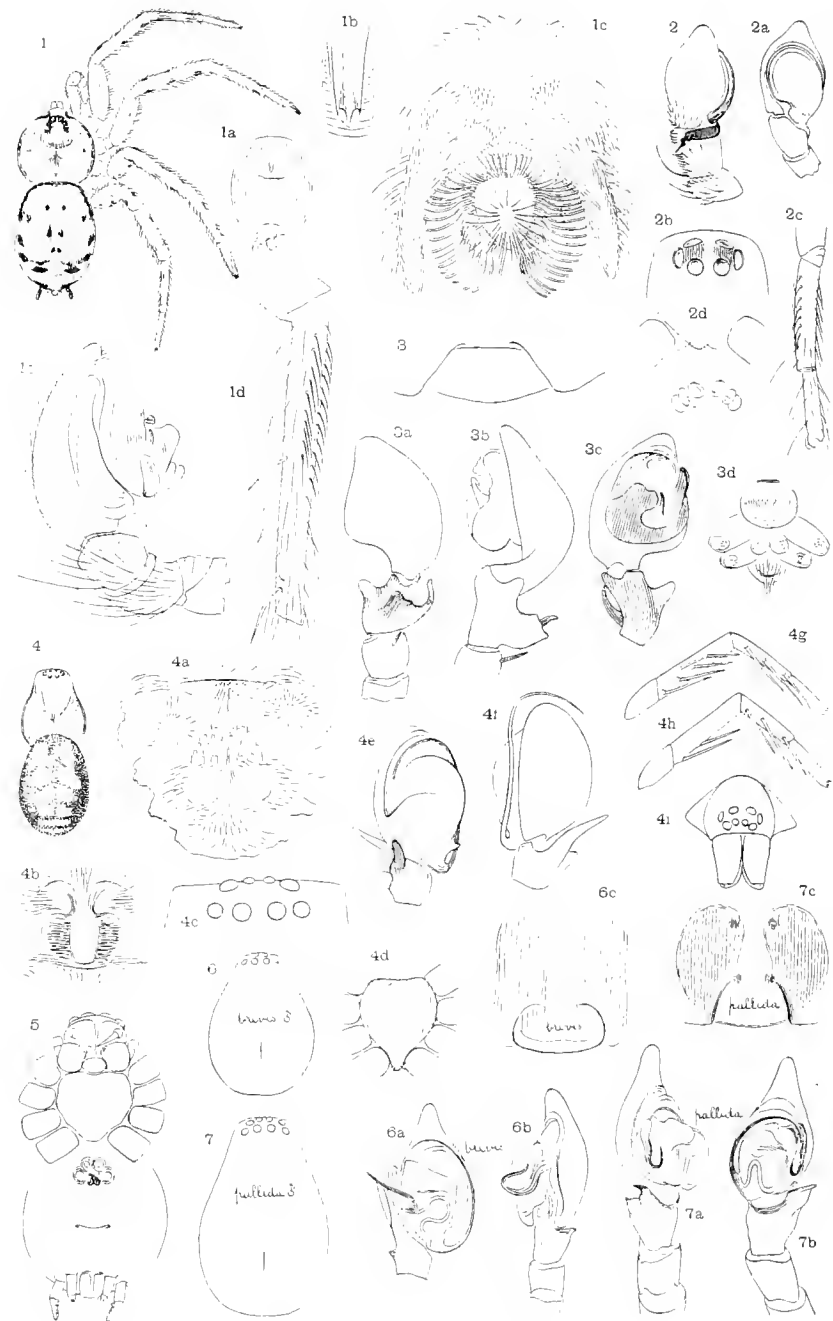 1
1b
1c
2
2a
1a
2b
2c
2d
3
1d
3a
3b
3c
3d
4
4a
4g
4e
4f
4h
4i
4b
4c
6c
7c
6
4d
brevis ♂
brevis
pallida
5
7
6a
6b
pallida
pallida ♂
7a
7b